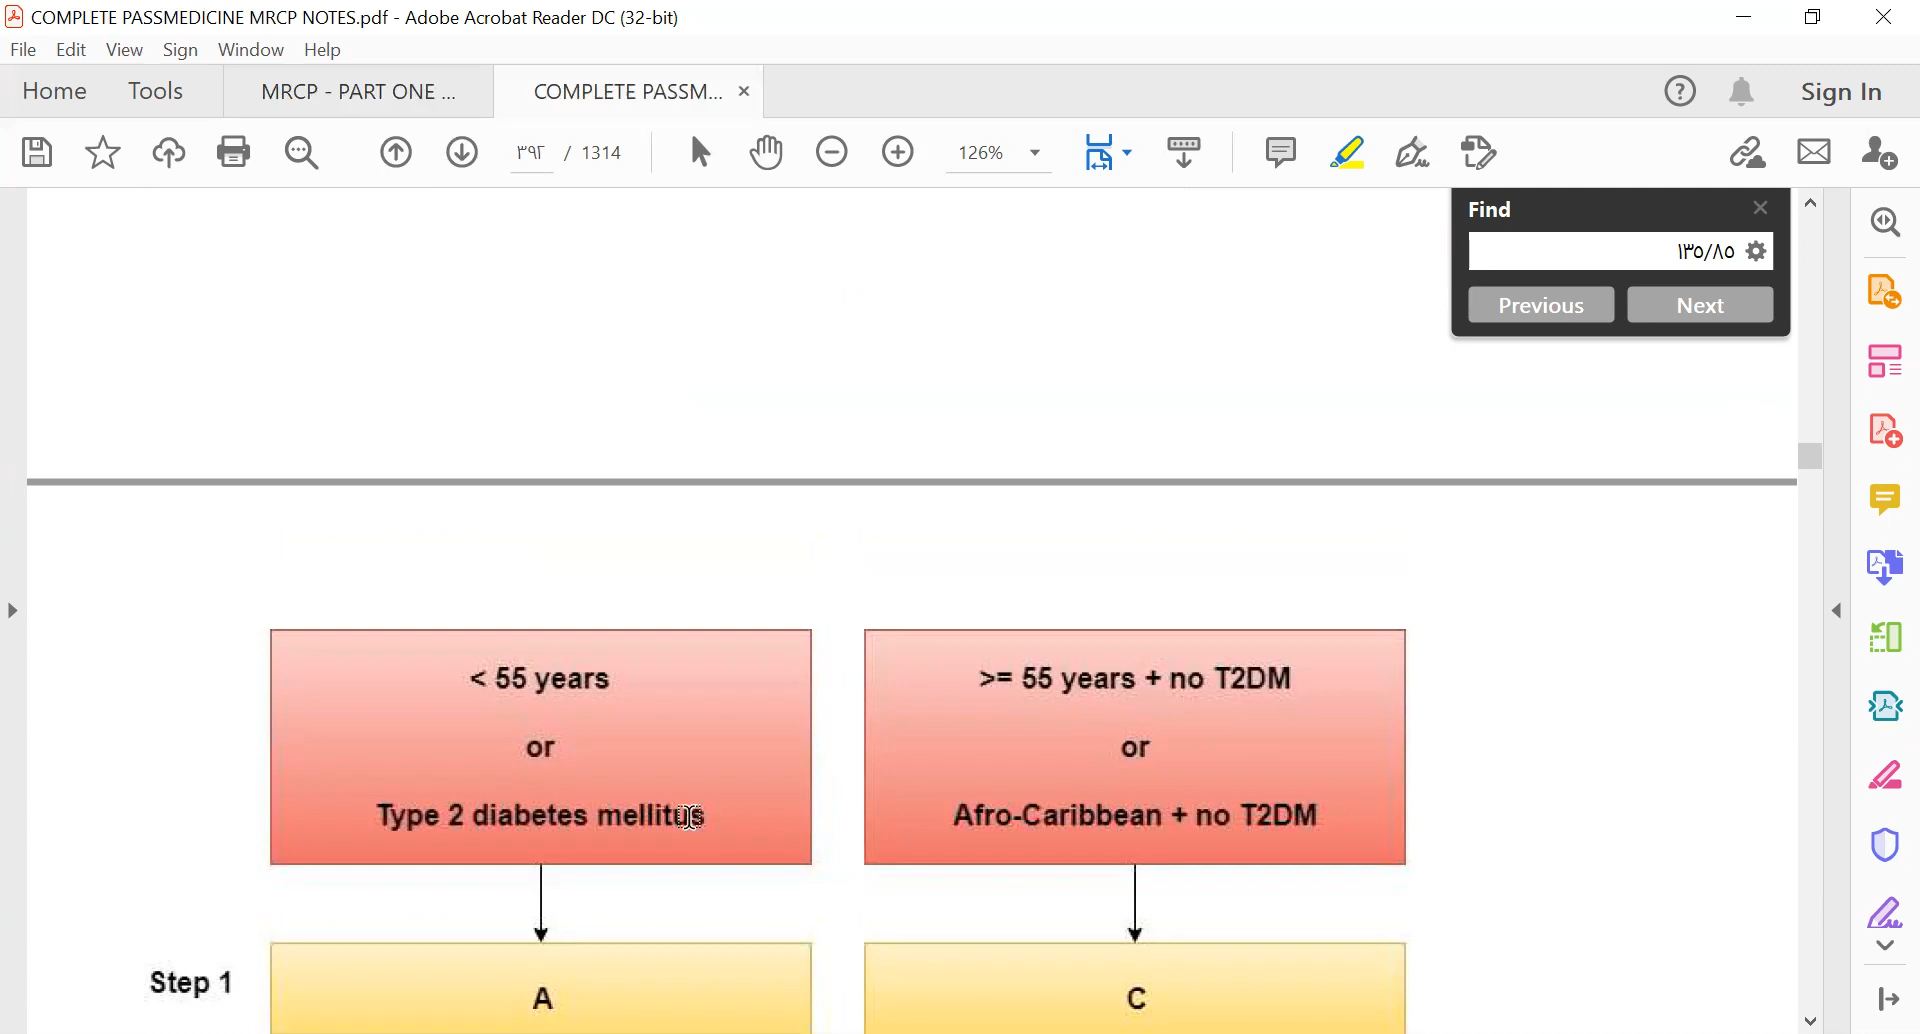 COMPLETE PASSMEDICINE MRCP NOTES.pdf - Adobe Acrobat Reader DC (32-bit)
File Edit View Sign Window Help
Home Tools MRCP - PART ONE ... COMPLETE PASSM... × Sign In
٣٩٢ / 1314 126%
Find
١٣٥/٨٥
Previous Next
< 55 years
or
Type 2 diabetes mellitus
>= 55 years + no T2DM
or
Afro-Caribbean + no T2DM
Step 1
A
C